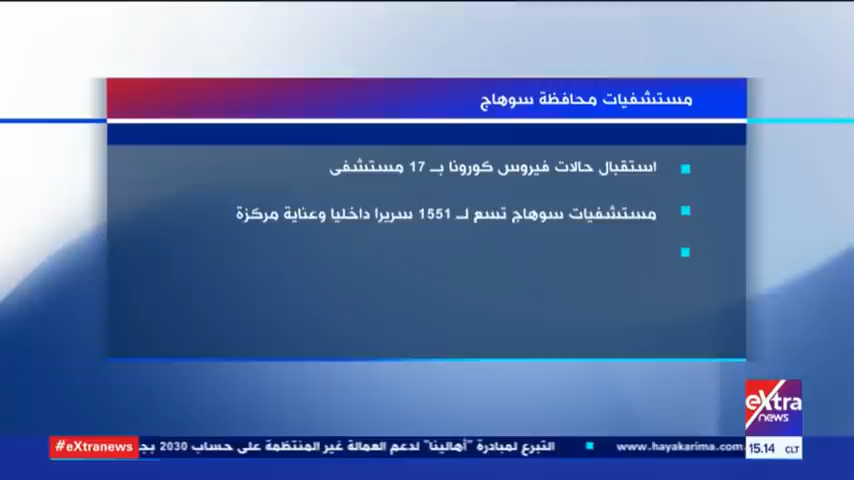 مستشفيات محافظة سوهاج
استقبال حالات فيروس كورونا بـ 17 مستشفى
مستشفيات سوهاج تسع لـ 1551 سريرا داخليا وعناية مركزة
eXtra
news
#eXtranews
التبرع لمبادرة "أهالينا" لدعم العمالة غير المنتظمة على حساب 2030
www.hayakarima.com
15.14 CLT